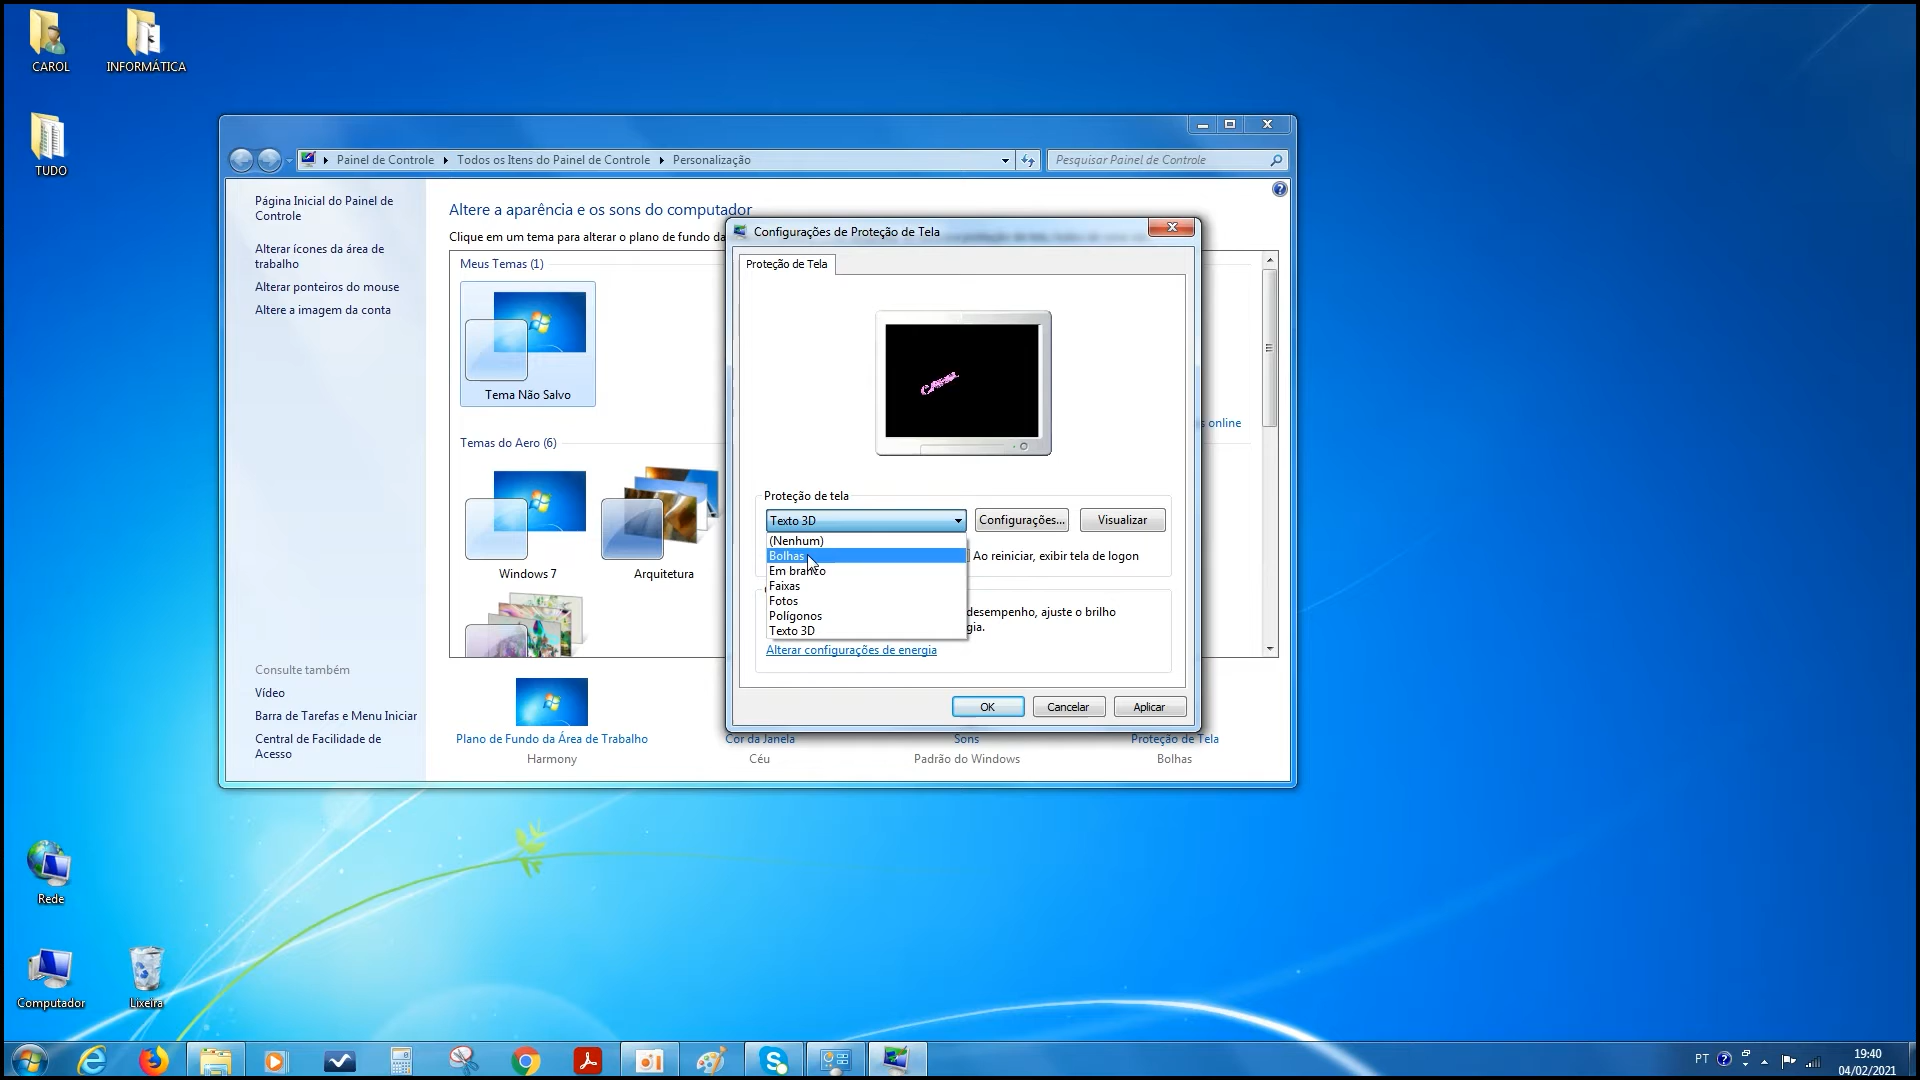 CAROL
INFORMÁTICA
TUDO
Painel de Controle
Todos os Itens do Painel de Controle
Personalização
Pesquisar Painel de Controle
Página Inicial do Painel de
Controle
Alterar ícones da área de
trabalho
Alterar ponteiros do mouse
Altere a imagem da conta
Altere a aparência e os sons do computador
Clique em um tema para alterar o plano de fundo da
Meus Temas (1)
Tema Não Salvo
Temas do Aero (6)
Windows 7
Arquitetura
s online
Configurações de Proteção de Tela
Proteção de Tela
Proteção de tela
Texto 3D
Configurações...
Visualizar
(Nenhum)
Bolhas
Em branco
Faixas
Fotos
Polígonos
Texto 3D
Ao reiniciar, exibir tela de logon
desempenho, ajuste o brilho
gia.
Alterar configurações de energia
OK
Cancelar
Aplicar
Consulte também
Vídeo
Barra de Tarefas e Menu Iniciar
Central de Facilidade de
Acesso
Plano de Fundo da Área de Trabalho
Harmony
Cor da Janela
Céu
Sons
Padrão do Windows
Proteção de Tela
Bolhas
Rede
Computador
Lixeira
PT
19:40
04/02/2021